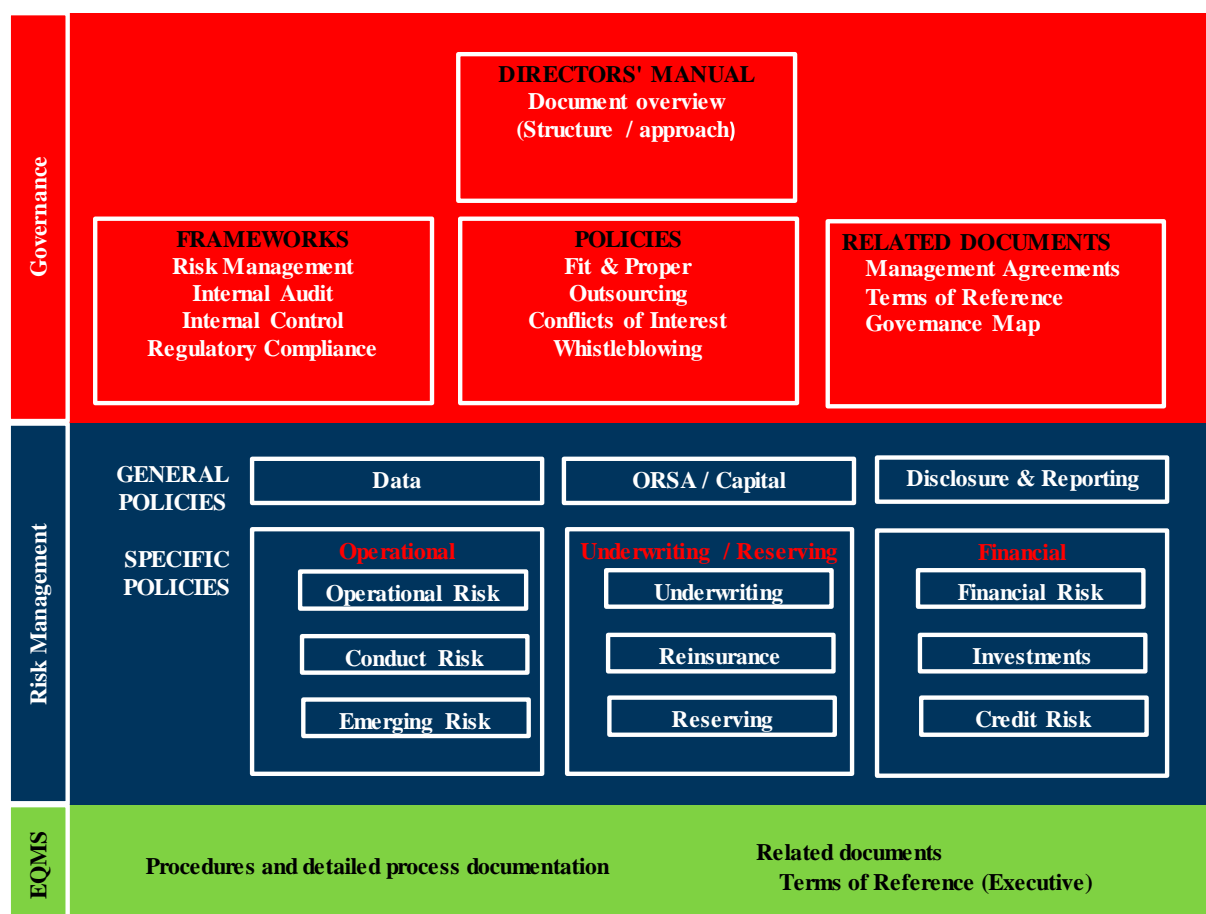 Governance
DIRECTORS' MANUAL
Document overview
(Structure / approach)
FRAMEWORKS
Risk Management
Internal Audit
Internal Control
Regulatory Compliance
POLICIES
Fit & Proper
Outsourcing
Conflicts of Interest
Whistleblowing
RELATED DOCUMENTS
Management Agreements
Terms of Reference
Governance Map
Risk Management
GENERAL
POLICIES
Data
ORSA / Capital
Disclosure & Reporting
SPECIFIC
POLICIES
Operational
Operational Risk
Conduct Risk
Emerging Risk
Underwriting / Reserving
Underwriting
Reinsurance
Reserving
Financial
Financial Risk
Investments
Credit Risk
EQMS
Procedures and detailed process documentation
Related documents
Terms of Reference (Executive)